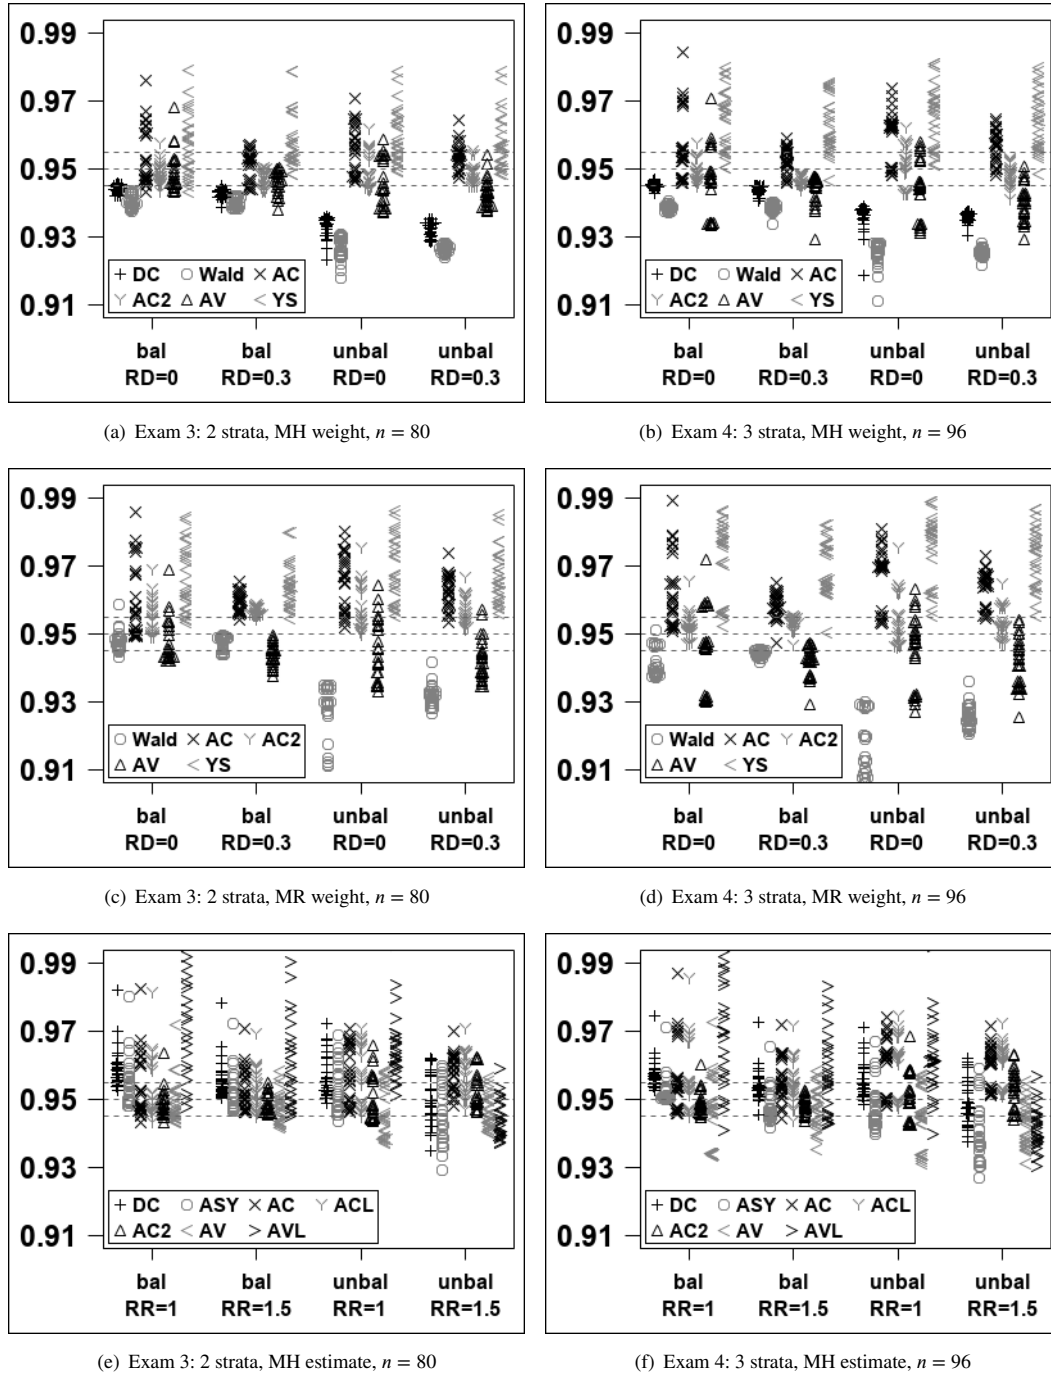 0.99
0.97
0.95
0.93
0.91
DC Wald AC
AC2 AV YS
bal bal unbal unbal
RD=0 RD=0.3 RD=0 RD=0.3
(a) Exam 3: 2 strata, MH weight, n = 80
0.99
0.97
0.95
0.93
0.91
DC Wald AC
AC2 AV YS
bal bal unbal unbal
RD=0 RD=0.3 RD=0 RD=0.3
(b) Exam 4: 3 strata, MH weight, n = 96
0.99
0.97
0.95
0.93
0.91
Wald AC AC2
AV YS
bal bal unbal unbal
RD=0 RD=0.3 RD=0 RD=0.3
(c) Exam 3: 2 strata, MR weight, n = 80
0.99
0.97
0.95
0.93
0.91
Wald AC AC2
AV YS
bal bal unbal unbal
RD=0 RD=0.3 RD=0 RD=0.3
(d) Exam 4: 3 strata, MR weight, n = 96
0.99
0.97
0.95
0.93
0.91
DC ASY AC ACL
AC2 AV AVL
bal bal unbal unbal
RR=1 RR=1.5 RR=1 RR=1.5
(e) Exam 3: 2 strata, MH estimate, n = 80
0.99
0.97
0.95
0.93
0.91
DC ASY AC ACL
AC2 AV AVL
bal bal unbal unbal
RR=1 RR=1.5 RR=1 RR=1.5
(f) Exam 4: 3 strata, MH estimate, n = 96